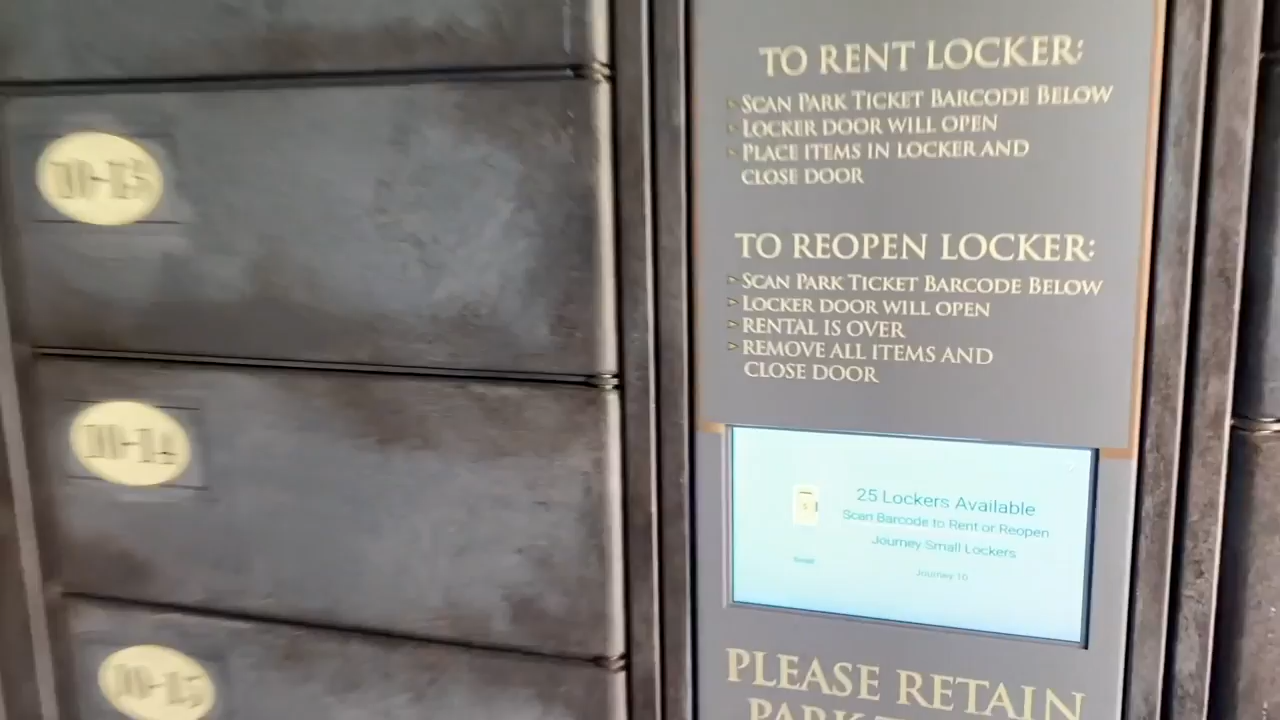 TO RENT LOCKER:
SCAN PARK TICKET BARCODE BELOW
LOCKER DOOR WILL OPEN
PLACE ITEMS IN LOCKER AND
CLOSE DOOR
TO REOPEN LOCKER:
SCAN PARK TICKET BARCODE BELOW
LOCKER DOOR WILL OPEN
RENTAL IS OVER
REMOVE ALL ITEMS AND
CLOSE DOOR
25 Lockers Available
Scan Barcode to Rent or Reopen
Journey Small Lockers
Journey 10
PLEASE RETAIN
PARK